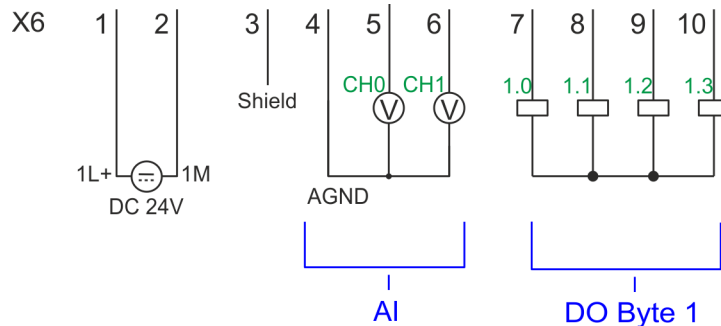 X6 1 2 3 4 5 6 7 8 9 10
CH0 CH1 1.0 1.1 1.2 1.3
V V
Shield
1L+ 1M
DC 24V
AGND
AI DO Byte 1